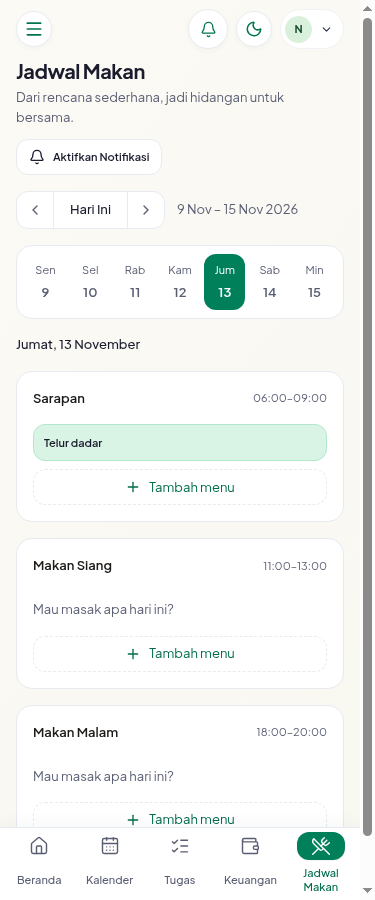 N
Jadwal Makan
Dari rencana sederhana, jadi hidangan untuk
bersama.
Aktifkan Notifikasi
Hari Ini
9 Nov – 15 Nov 2026
Sen Sel Rab Kam Jum Sab Min
9 10 11 12 13 14 15
Jumat, 13 November
Sarapan 06:00–09:00
Telur dadar
+ Tambah menu
Makan Siang 11:00–13:00
Mau masak apa hari ini?
+ Tambah menu
Makan Malam 18:00–20:00
Mau masak apa hari ini?
+ Tambah menu
Beranda Kalender Tugas Keuangan Jadwal
Makan